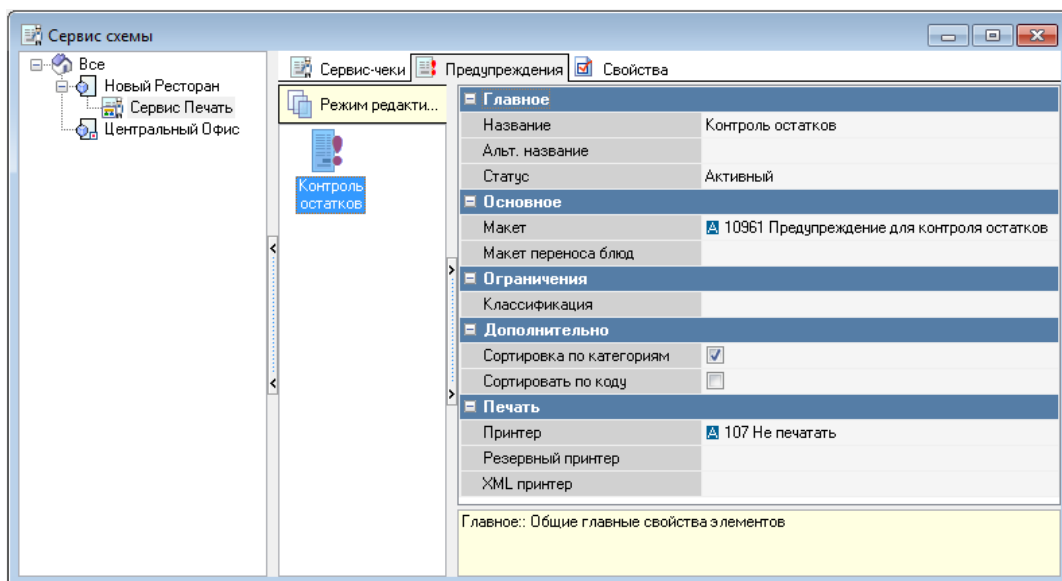 Сервис схемы
Все
Новый Ресторан
Сервис Печать
Центральный Офис
Сервис-чеки Предупреждения Свойства
Режим редакти...
Контроль
остатков
Главное
Название Контроль остатков
Альт. название
Статус Активный
Основное
Макет 10961 Предупреждение для контроля остатков
Макет переноса блюд
Ограничения
Классификация
Дополнительно
Сортировка по категориям
Сортировать по коду
Печать
Принтер 107 Не печатать
Резервный принтер
XML принтер
Главное:: Общие главные свойства элементов